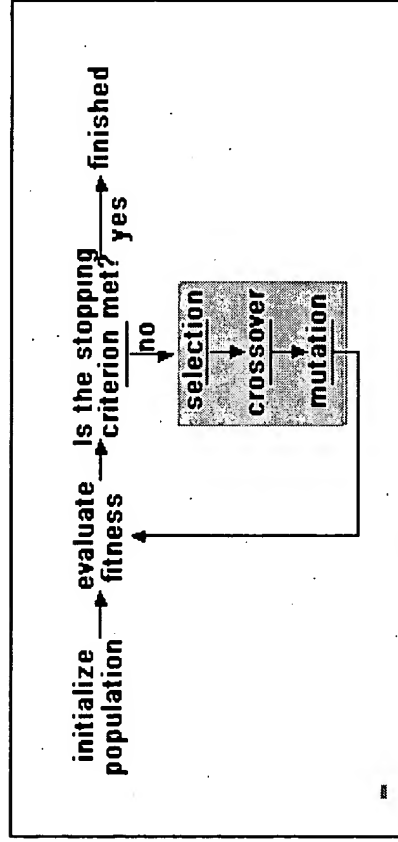 initialize
population
evaluate
fitness
Is the stopping
criterion met?
yes
finished
no
selection
crossover
mutation